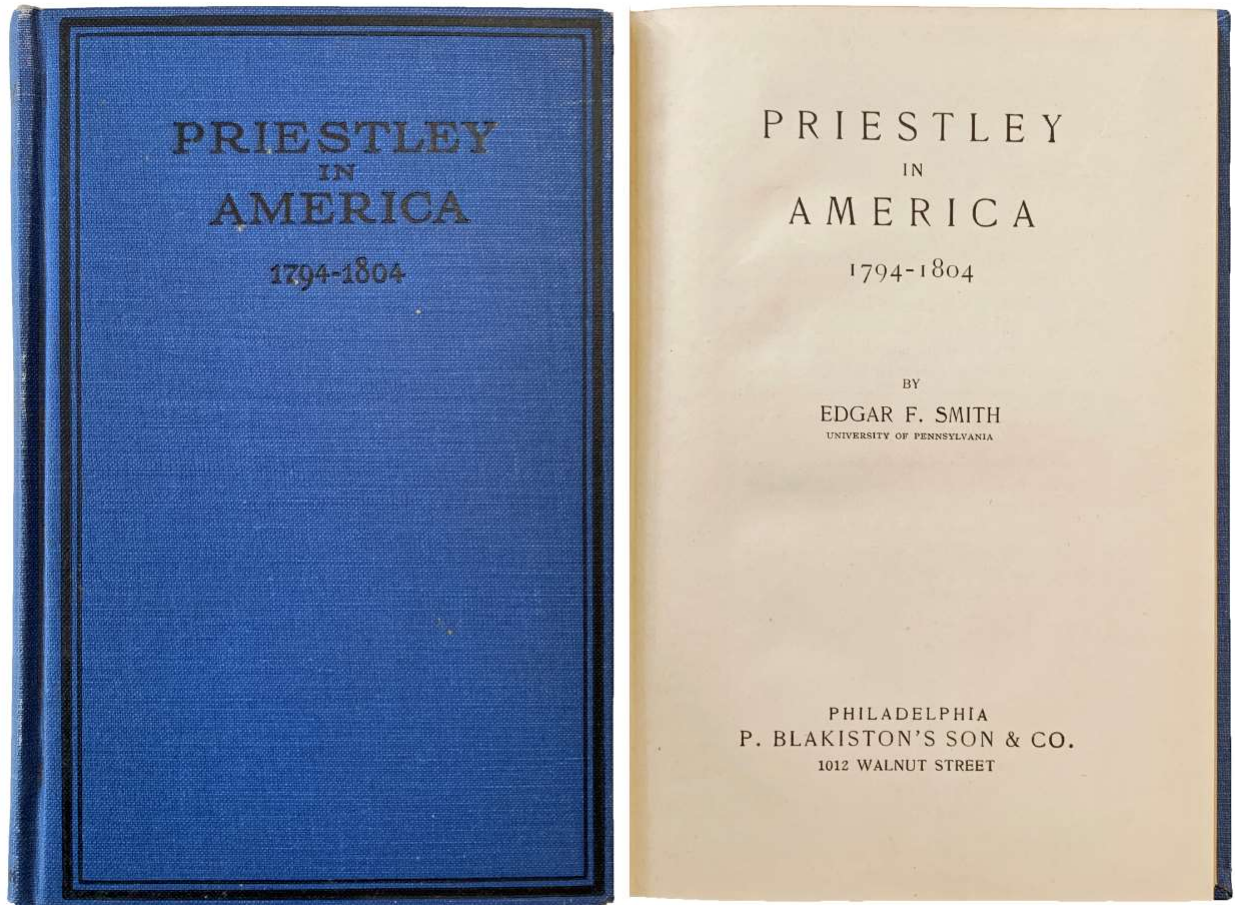 PRIESTLEY
IN
AMERICA
1794-1804
PRIESTLEY
IN
AMERICA
1794-1804
BY
EDGAR F. SMITH
UNIVERSITY OF PENNSYLVANIA
PHILADELPHIA
P. BLAKISTON'S SON & CO.
1012 WALNUT STREET